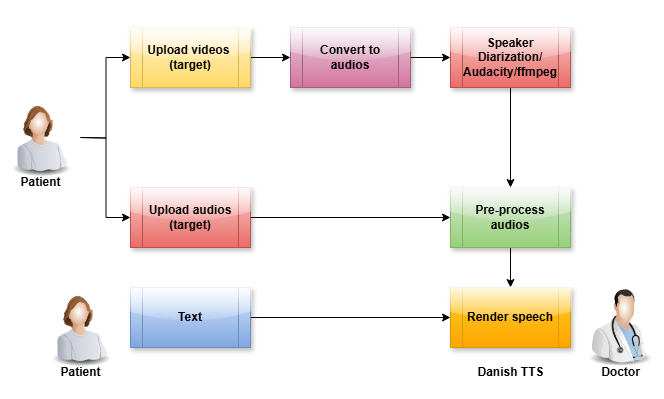 Upload videos
(target)
Convert to
audios
Speaker
Diarization/
Audacity/ffmpeg
Patient
Upload audios
(target)
Pre-process
audios
Text
Render speech
Patient
Danish TTS
Doctor